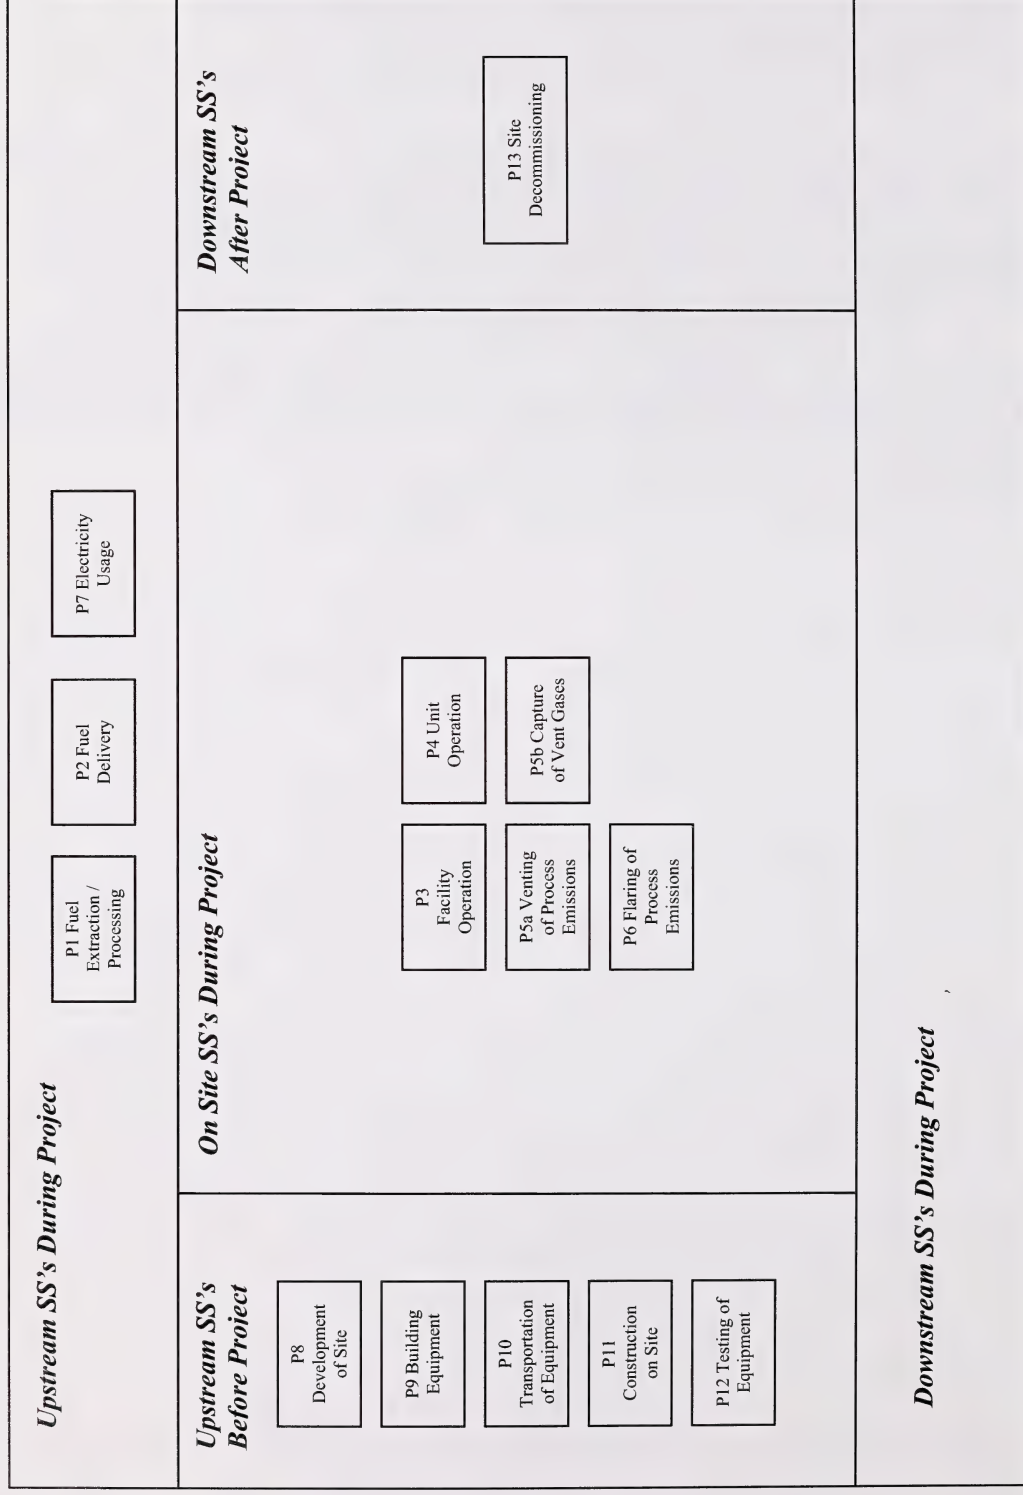 Upstream SS's During Project
P1 Fuel
Extraction /
Processing
P2 Fuel
Delivery
P7 Electricity
Usage
Upstream SS's
Before Project
P8
Development
of Site
P9 Building
Equipment
P10
Transportation
of Equipment
P11
Construction
on Site
P12 Testing of
Equipment
On Site SS's During Project
P3
Facility
Operation
P4 Unit
Operation
P5a Venting
of Process
Emissions
P5b Capture
of Vent Gases
P6 Flaring of
Process
Emissions
Downstream SS's
After Project
P13 Site
Decommissioning
Downstream SS's During Project